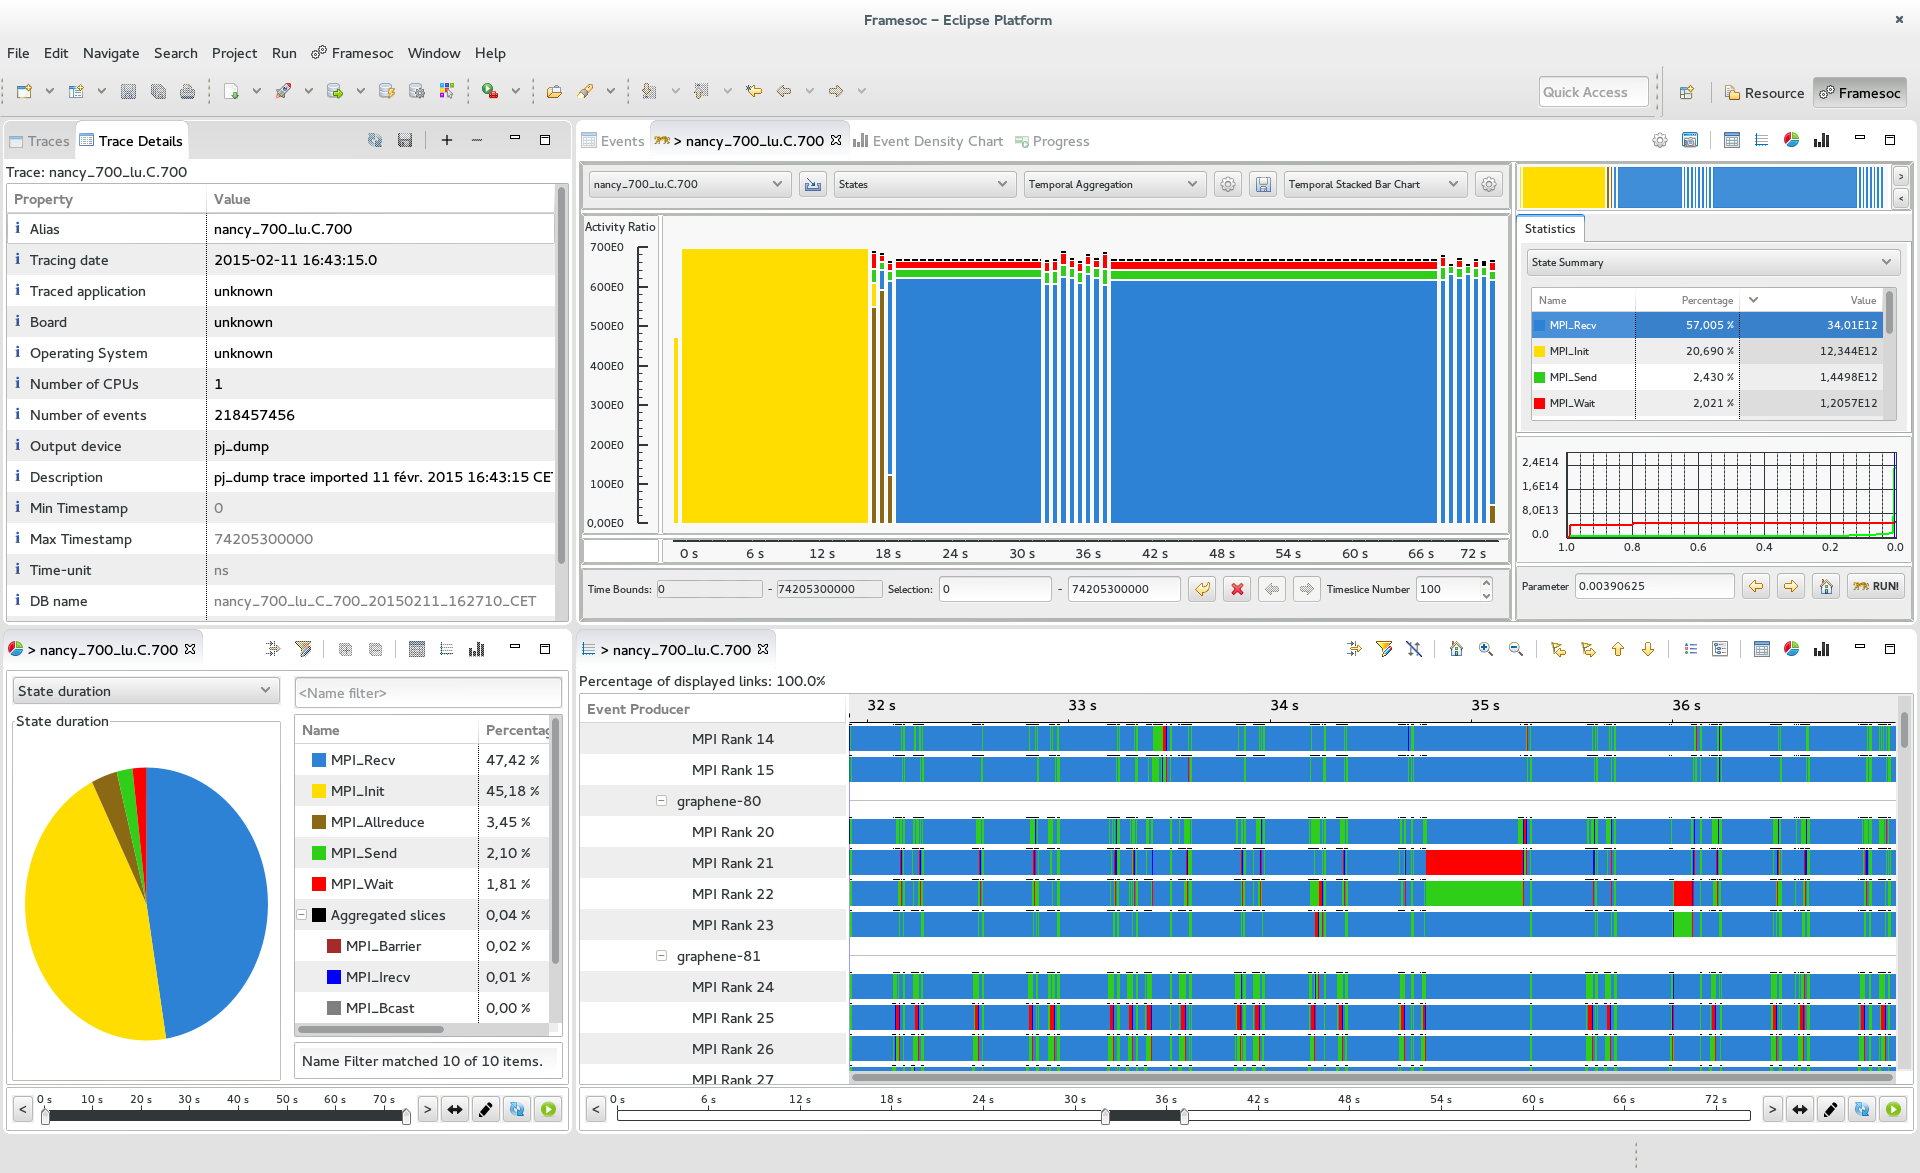 Framesoc – Eclipse Platform
File Edit Navigate Search Project Run Framesoc Window Help
Quick Access Resource Framesoc
Traces Trace Details
Trace: nancy_700_lu.C.700
Property Value
Alias nancy_700_lu.C.700
Tracing date 2015-02-11 16:43:15.0
Traced application unknown
Board unknown
Operating System unknown
Number of CPUs 1
Number of events 218457456
Output device pj_dump
Description pj_dump trace imported 11 févr. 2015 16:43:15 CET
Min Timestamp 0
Max Timestamp 74205300000
Time-unit ns
DB name nancy_700_lu_C_700_20150211_162710_CET
Events > nancy_700_lu.C.700 Event Density Chart Progress
nancy_700_lu.C.700 States Temporal Aggregation Temporal Stacked Bar Chart
Activity Ratio
700E0
600E0
500E0
400E0
300E0
200E0
100E0
0,00E0
0 s 6 s 12 s 18 s 24 s 30 s 36 s 42 s 48 s 54 s 60 s 66 s 72 s
Time Bounds: 0 - 74205300000 Selection: 0 - 74205300000 Timeslice Number 100
> <
Statistics
State Summary
Name Percentage Value
MPI_Recv 57,005 % 34,01E12
MPI_Init 20,690 % 12,344E12
MPI_Send 2,430 % 1,4498E12
MPI_Wait 2,021 % 1,2057E12
2,4E14
1,6E14
8,0E13
0.0
1.0 0.8 0.6 0.4 0.2 0.0
Parameter 0.00390625 RUN!
> nancy_700_lu.C.700
State duration <Name filter>
State duration
Name Percentag
MPI_Recv 47,42 %
MPI_Init 45,18 %
MPI_Allreduce 3,45 %
MPI_Send 2,10 %
MPI_Wait 1,81 %
Aggregated slices 0,04 %
MPI_Barrier 0,02 %
MPI_Irecv 0,01 %
MPI_Bcast 0,00 %
Name Filter matched 10 of 10 items.
< 0 s 10 s 20 s 30 s 40 s 50 s 60 s 70 s >
> nancy_700_lu.C.700
Percentage of displayed links: 100.0%
Event Producer 32 s 33 s 34 s 35 s 36 s
MPI Rank 14
MPI Rank 15
graphene-80
MPI Rank 20
MPI Rank 21
MPI Rank 22
MPI Rank 23
graphene-81
MPI Rank 24
MPI Rank 25
MPI Rank 26
MPI Rank 27
< 0 s 6 s 12 s 18 s 24 s 30 s 36 s 42 s 48 s 54 s 60 s 66 s 72 s >